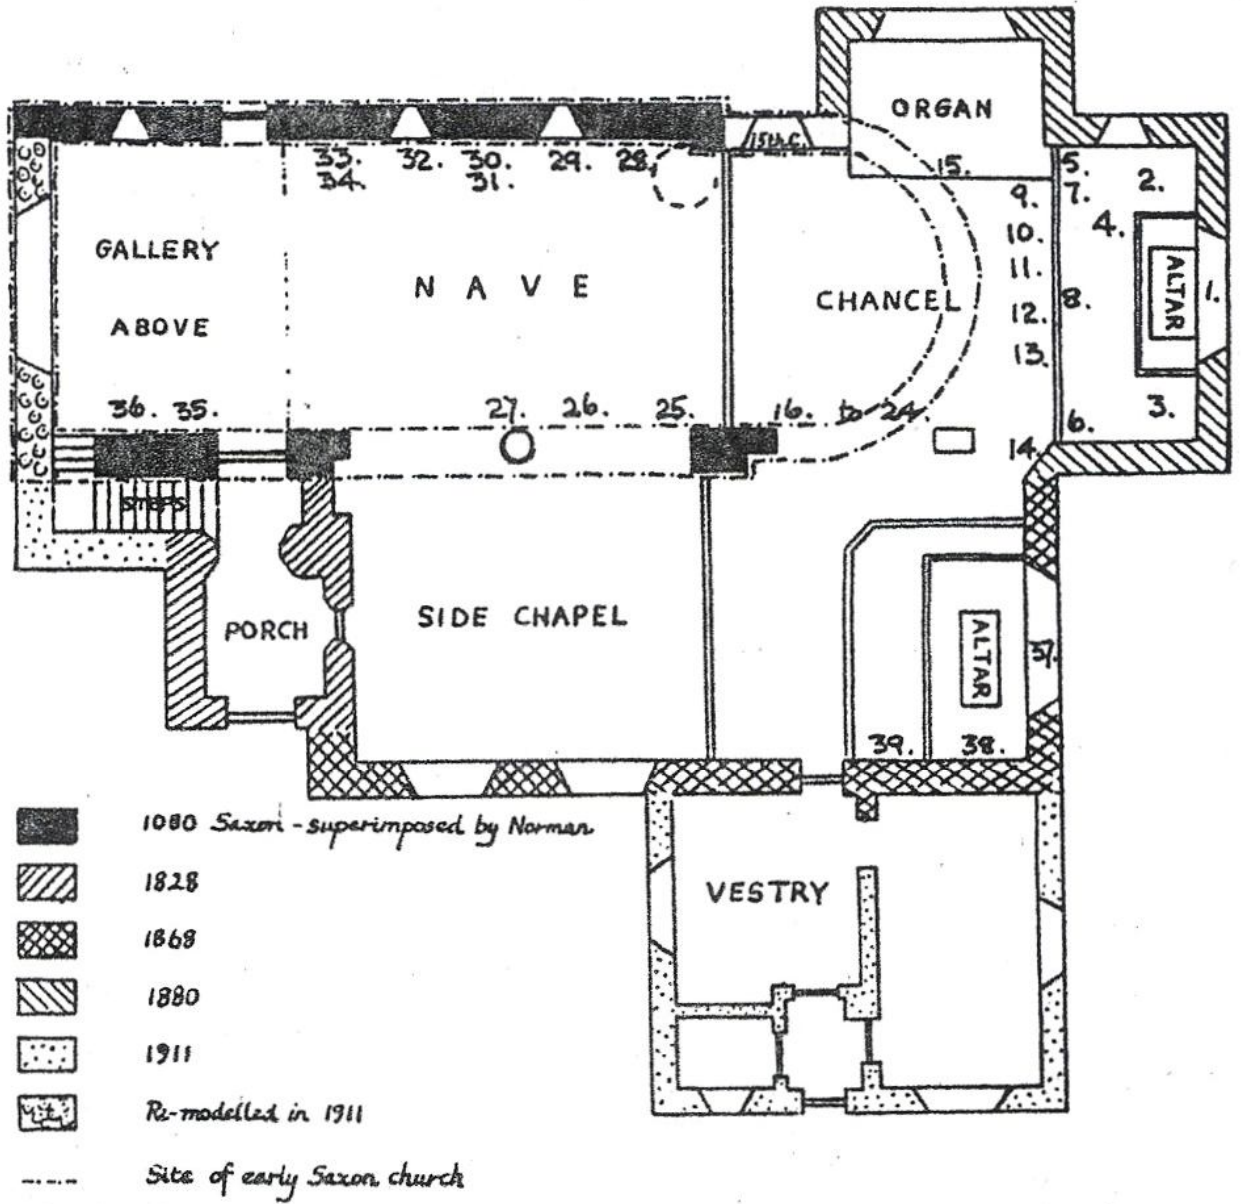 ORGAN
15th C.
33. 32. 30. 29. 28.
34. 31.
15.
5.
9. 7. 2.
10. 4.
GALLERY
ABOVE
N A V E
CHANCEL
11.
12. 8.
13.
ALTAR
1.
36. 35.
27. 26. 25.
16. to 24.
3.
6.
14.
STEPS
PORCH
SIDE CHAPEL
ALTAR
37.
39. 38.
VESTRY
1080 Saxon - superimposed by Norman
1828
1868
1880
1911
Re-modelled in 1911
Site of early Saxon church